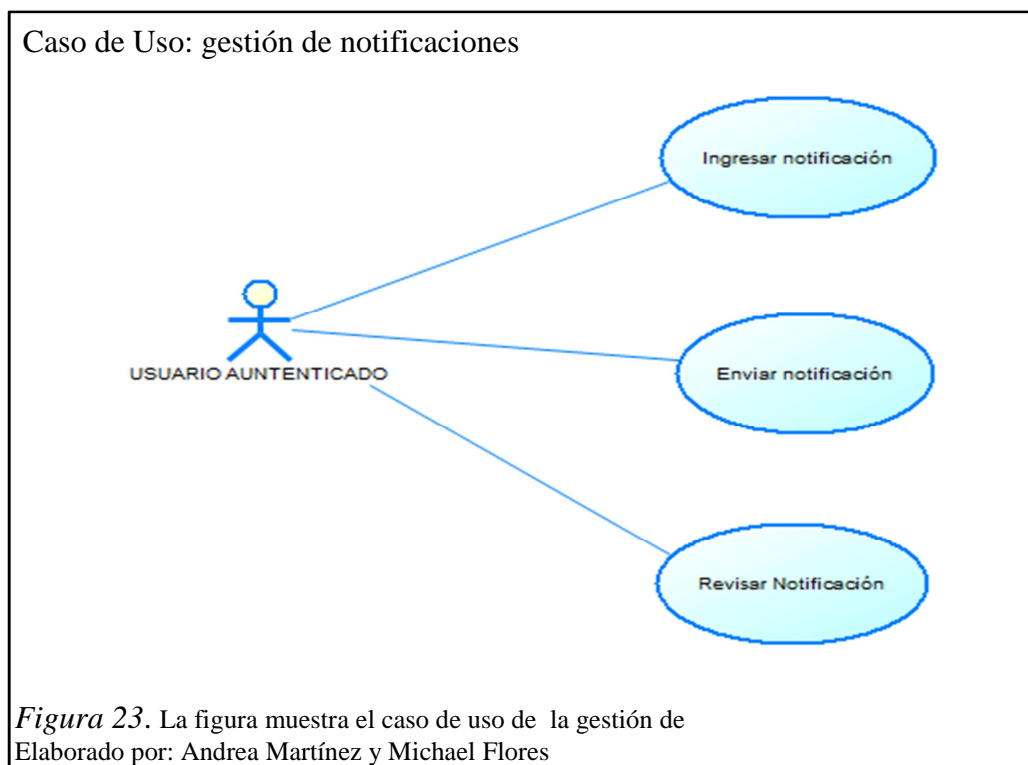 Caso de Uso: gestión de notificaciones
Ingresar notificación
USUARIO AUNTENTICADO
Enviar notificación
Revisar Notificación
Figura 23. La figura muestra el caso de uso de la gestión de
Elaborado por: Andrea Martínez y Michael Flores